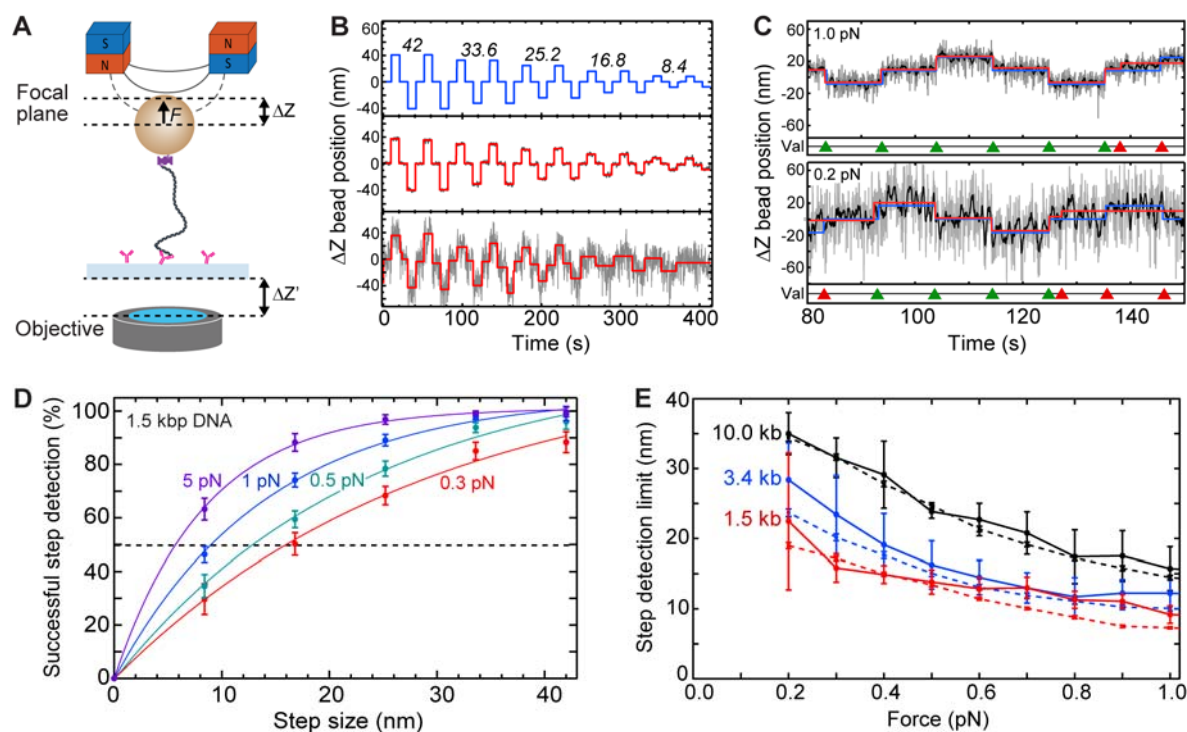 A
S
N
N
S
Focal
plane
F
ΔZ
ΔZ'
Objective
B
ΔZ bead position (nm)
42
33.6
25.2
16.8
8.4
40
0
-40
40
0
-40
40
0
-40
0
100
200
300
400
Time (s)
C
ΔZ bead position (nm)
1.0 pN
60
20
-20
-60
Val
0.2 pN
60
20
-20
-60
Val
80
100
120
140
Time (s)
D
Successful step detection (%)
1.5 kbp DNA
100
80
60
40
20
0
5 pN
1 pN
0.5 pN
0.3 pN
0
10
20
30
40
Step size (nm)
E
Step detection limit (nm)
40
30
20
10
0
10.0 kb
3.4 kb
1.5 kb
0.0
0.2
0.4
0.6
0.8
1.0
Force (pN)